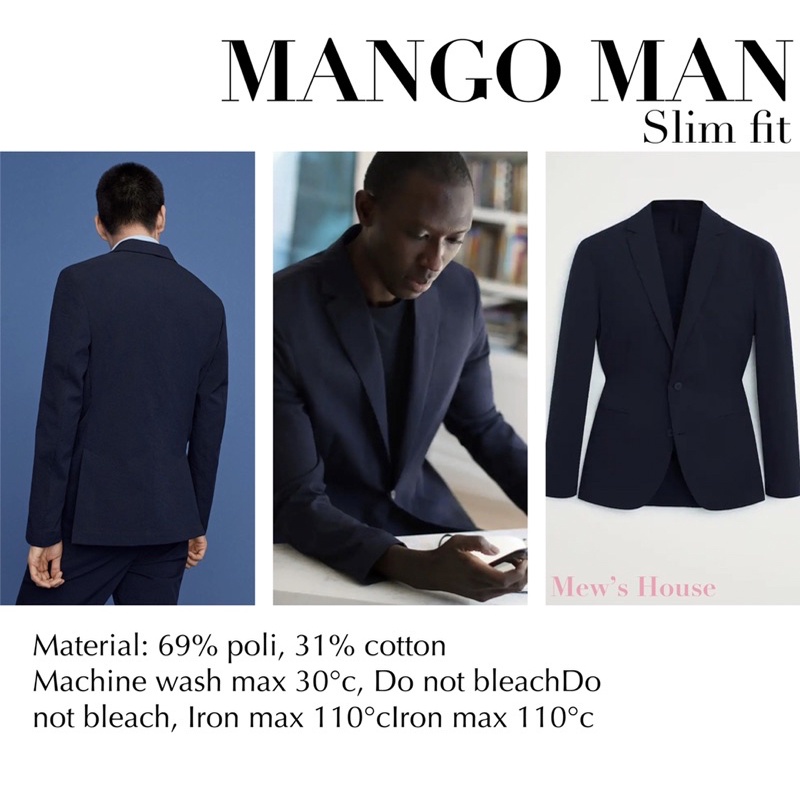 MANGO MAN
Slim fit
Mew's House
Material: 69% poli, 31% cotton
Machine wash max 30°c, Do not bleachDo
not bleach, Iron max 110°cIron max 110°c